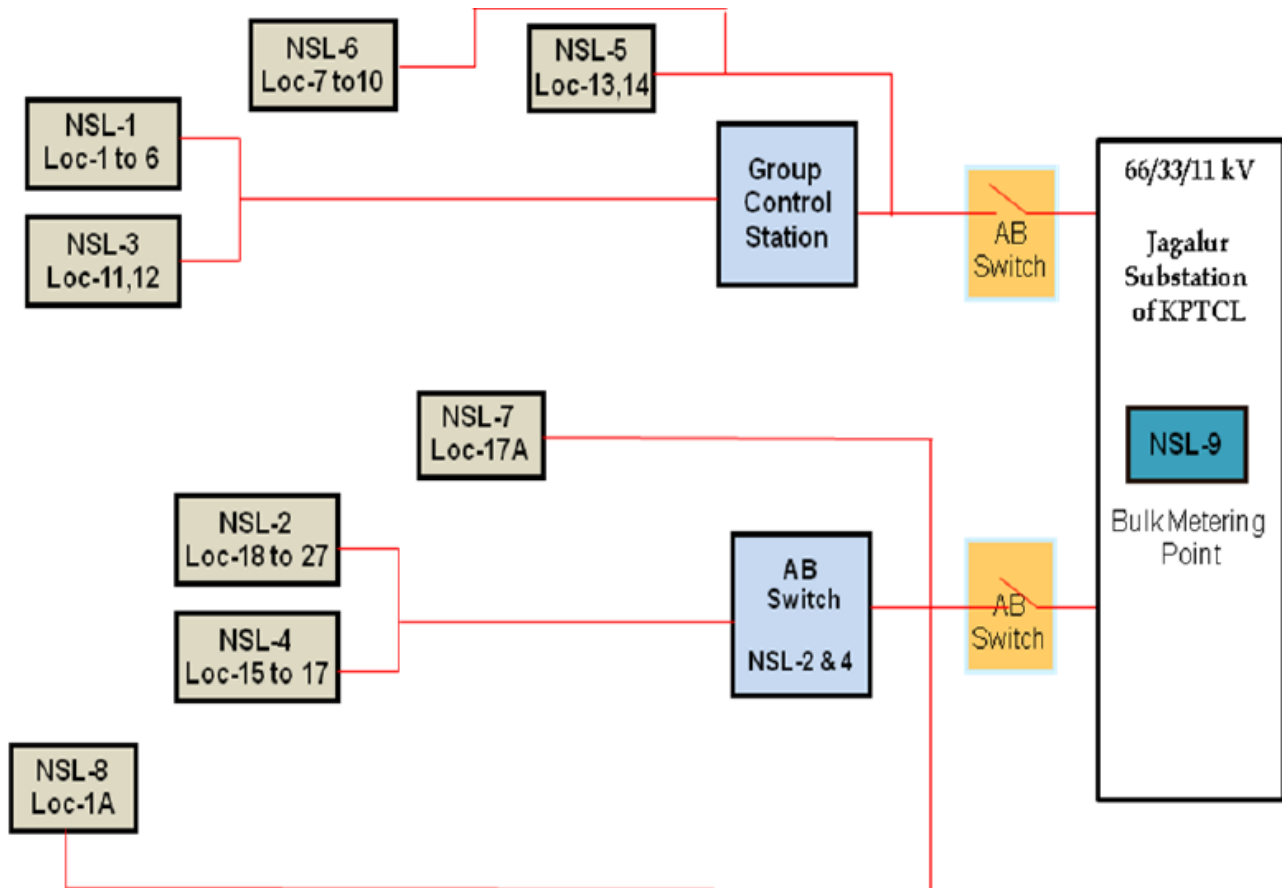 NSL-6
Loc-7 to10
NSL-5
Loc-13,14
NSL-1
Loc-1 to 6
NSL-3
Loc-11,12
Group
Control
Station
AB
Switch
66/33/11 kV
Jagalur
Substation
of KPTCL
NSL-7
Loc-17A
NSL-2
Loc-18 to 27
NSL-4
Loc-15 to 17
AB
Switch
NSL-2 & 4
AB
Switch
NSL-9
Bulk Metering
Point
NSL-8
Loc-1A